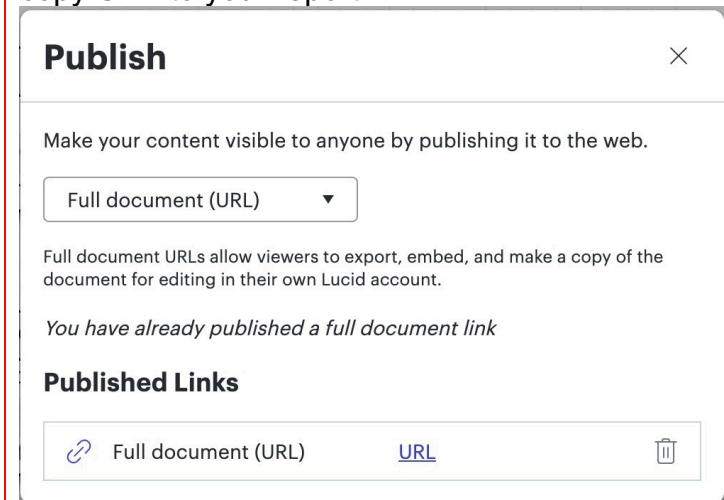 Publish
Make your content visible to anyone by publishing it to the web.
Full document (URL)
Full document URLs allow viewers to export, embed, and make a copy of the
document for editing in their own Lucid account.
You have already published a full document link
Published Links
Full document (URL) URL